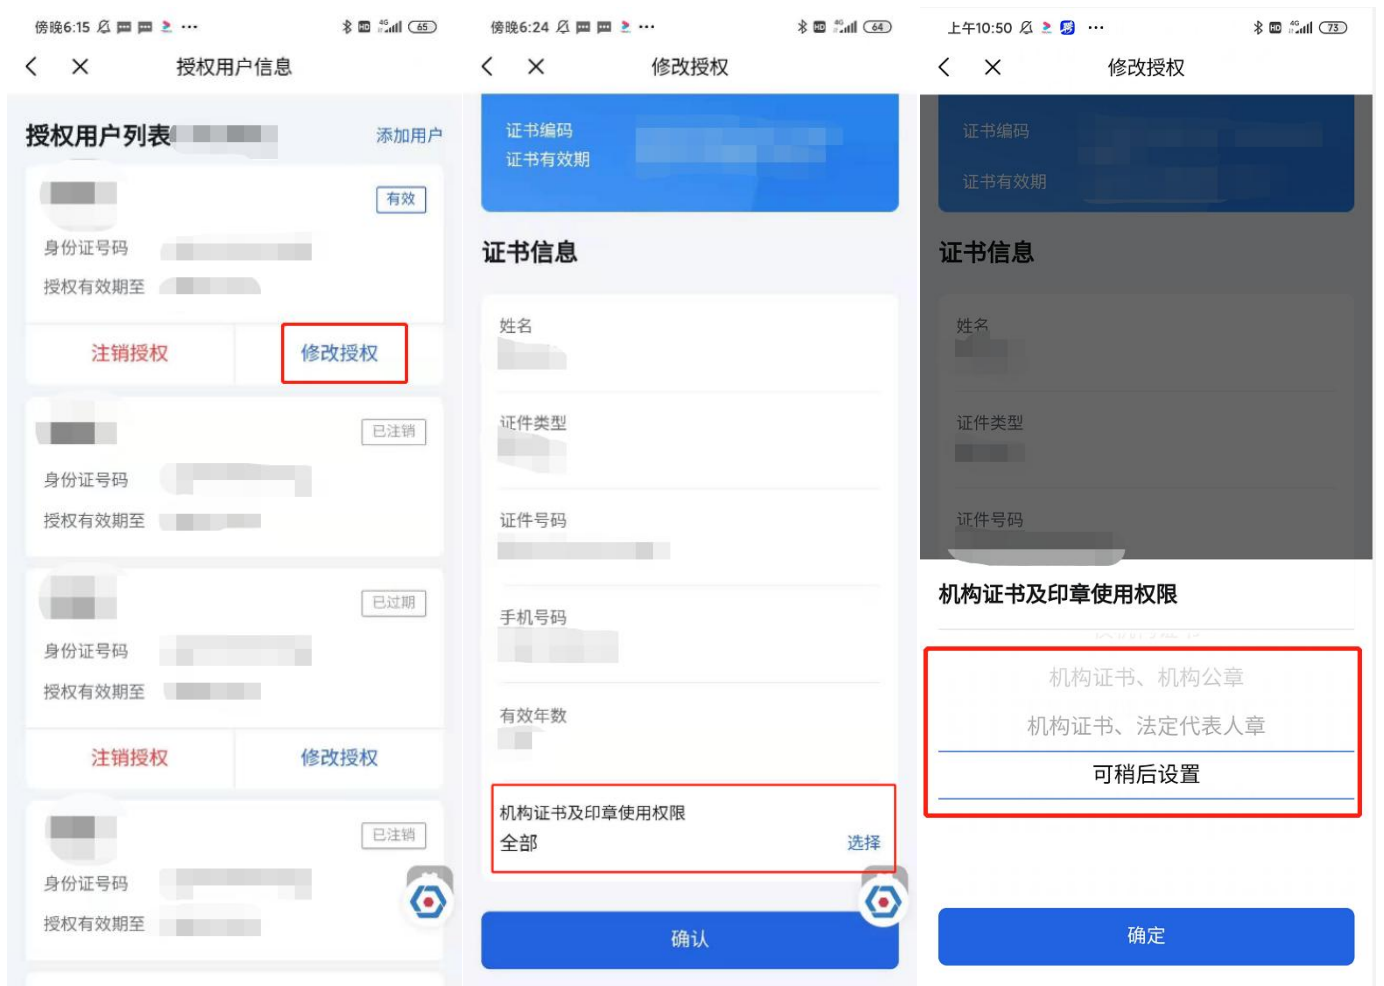 傍晚6:15
4G
65
授权用户信息
授权用户列表
添加用户
有效
身份证号码
授权有效期至
注销授权
修改授权
已注销
身份证号码
授权有效期至
已过期
身份证号码
授权有效期至
注销授权
修改授权
已注销
身份证号码
授权有效期至
傍晚6:24
4G
64
修改授权
证书编码
证书有效期
证书信息
姓名
证件类型
证件号码
手机号码
有效年数
机构证书及印章使用权限
全部
选择
确认
上午10:50
4G
73
修改授权
证书编码
证书有效期
证书信息
姓名
证件类型
证件号码
机构证书及印章使用权限
机构证书、机构公章
机构证书、法定代表人章
可稍后设置
确定